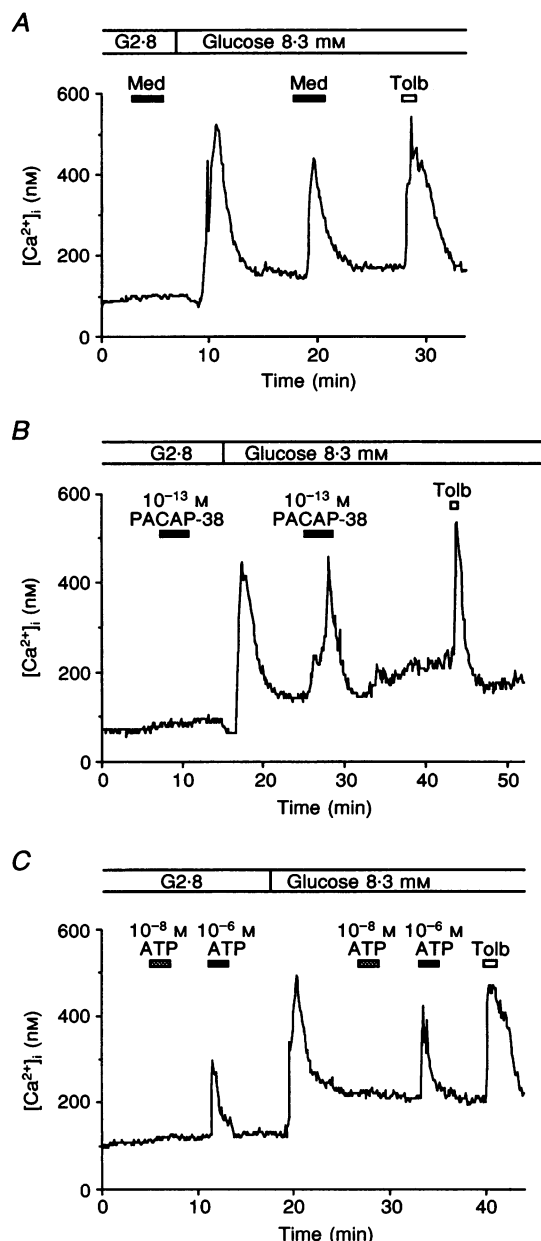 A
G2·8 Glucose 8·3 mM
Med Med Tolb
600
400
200
0
[Ca²⁺]ᵢ (nM)
0 10 20 30
Time (min)
B
G2·8 Glucose 8·3 mM
10⁻¹³ M 10⁻¹³ M Tolb
PACAP-38 PACAP-38
600
400
200
0
[Ca²⁺]ᵢ (nM)
0 10 20 30 40 50
Time (min)
C
G2·8 Glucose 8·3 mM
10⁻⁸ M 10⁻⁶ M 10⁻⁸ M 10⁻⁶ M
ATP ATP ATP ATP Tolb
600
400
200
0
[Ca²⁺]ᵢ (nM)
0 10 20 30 40
Time (min)